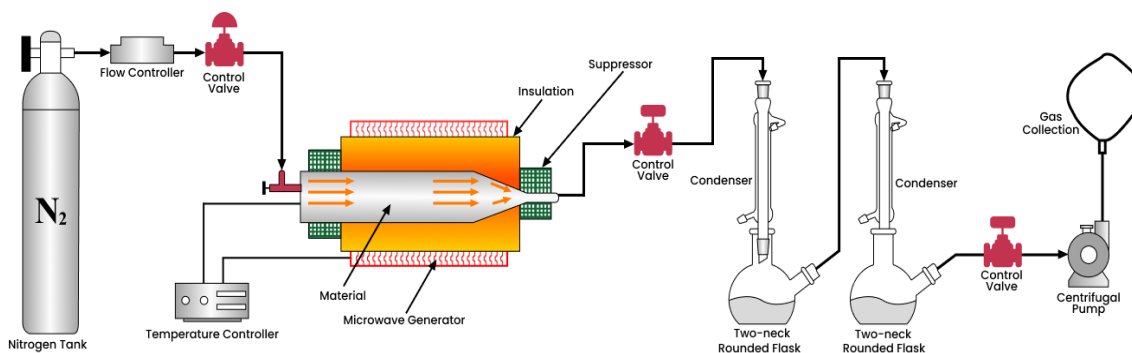 N₂
Nitrogen Tank
Flow Controller
Control
Valve
Temperature Controller
Insulation
Suppressor
Material
Microwave Generator
Control
Valve
Condenser
Two-neck
Rounded Flask
Condenser
Two-neck
Rounded Flask
Control
Valve
Gas
Collection
Centrifugal
Pump